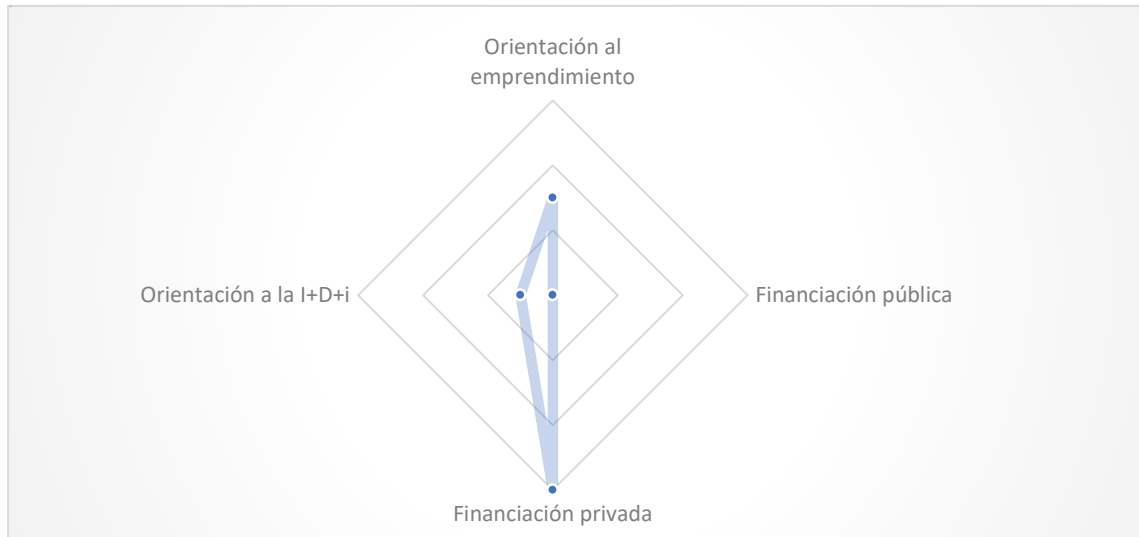 Orientación al
emprendimiento
Orientación a la I+D+i
Financiación pública
Financiación privada